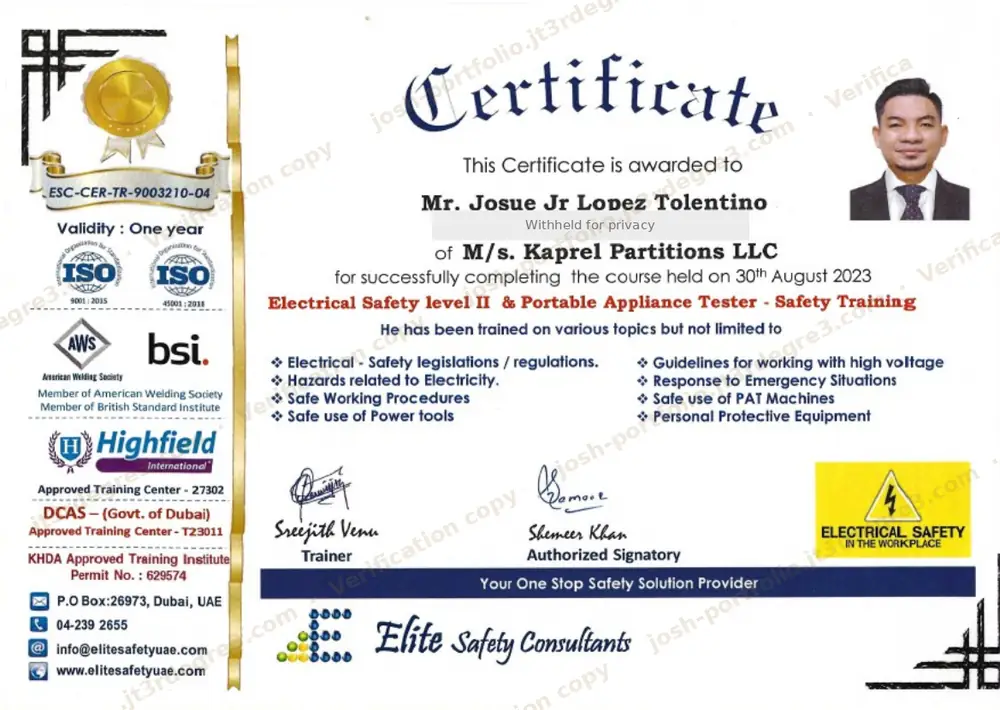 Certificate
This Certificate is awarded to
Mr. Josue Jr Lopez Tolentino
Withheld for privacy
of M/s. Kaprel Partitions LLC
for successfully completing the course held on 30th August 2023
Electrical Safety level II & Portable Appliance Tester - Safety Training
He has been trained on various topics but not limited to
❖ Electrical - Safety legislations / regulations.
❖ Hazards related to Electricity.
❖ Safe Working Procedures
❖ Safe use of Power tools
❖ Guidelines for working with high voltage
❖ Response to Emergency Situations
❖ Safe use of PAT Machines
❖ Personal Protective Equipment
Sreejith Venu
Trainer
Shemeer Khan
Authorized Signatory
ELECTRICAL SAFETY
IN THE WORKPLACE
Your One Stop Safety Solution Provider
Elite Safety Consultants
ESC-CER-TR-9003210-04
Validity : One year
ISO
9001 : 2015
ISO
45001 : 2018
AWS
American Welding Society
bsi.
Member of American Welding Society
Member of British Standard Institute
H
Highfield
International
Approved Training Center - 27302
DCAS – (Govt. of Dubai)
Approved Training Center - T23011
KHDA Approved Training Institute
Permit No. : 629574
P.O Box:26973, Dubai, UAE
04-239 2655
info@elitesafetyuae.com
www.elitesafetyuae.com
Verification copy
josh-portfolio.jt3rdegre3.com